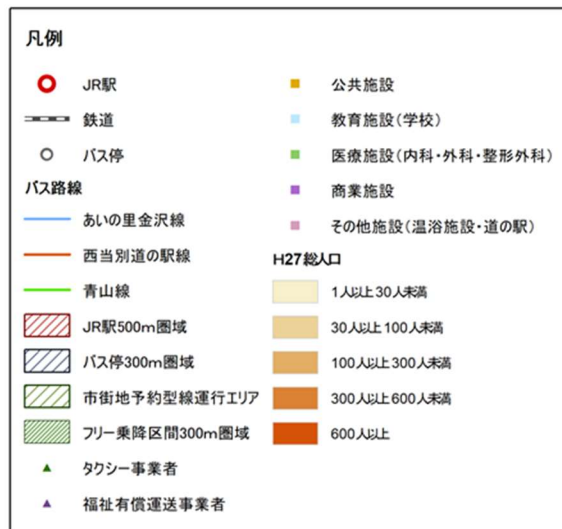 凡例
JR駅
鉄道
バス停
バス路線
あいの里金沢線
西当別道の駅線
青山線
JR駅500m圏域
バス停300m圏域
市街地予約型線運行エリア
フリー乗降区間300m圏域
タクシー事業者
福祉有償運送事業者
公共施設
教育施設(学校)
医療施設(内科・外科・整形外科)
商業施設
その他施設(温浴施設・道の駅)
H27総人口
1人以上30人未満
30人以上100人未満
100人以上300人未満
300人以上600人未満
600人以上